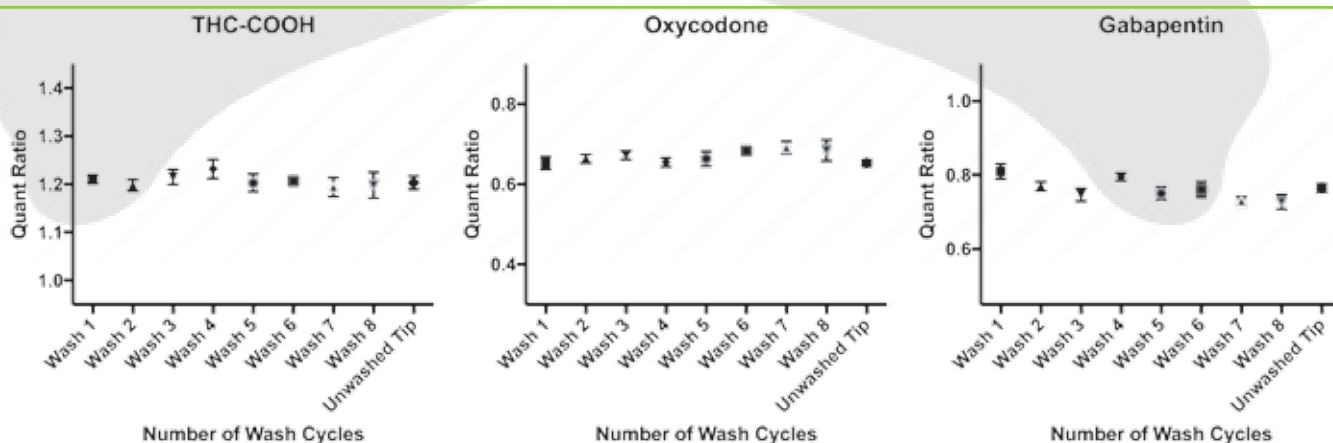 THC-COOH
1.4
1.3
1.2
1.1
1.0
Quant Ratio
Wash 1
Wash 2
Wash 3
Wash 4
Wash 5
Wash 6
Wash 7
Wash 8
Unwashed Tip
Number of Wash Cycles
Oxycodone
0.8
0.6
0.4
Quant Ratio
Wash 1
Wash 2
Wash 3
Wash 4
Wash 5
Wash 6
Wash 7
Wash 8
Unwashed Tip
Number of Wash Cycles
Gabapentin
1.0
0.8
0.6
Quant Ratio
Wash 1
Wash 2
Wash 3
Wash 4
Wash 5
Wash 6
Wash 7
Wash 8
Unwashed Tip
Number of Wash Cycles